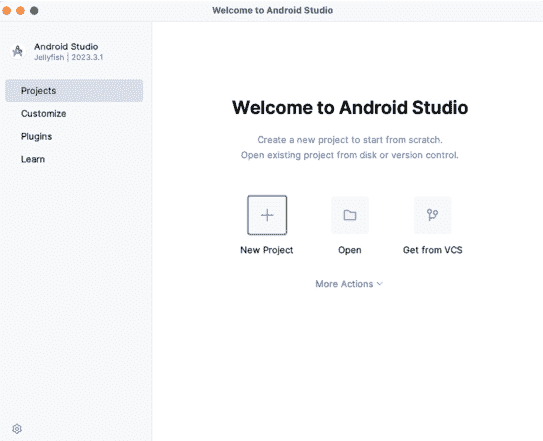 Welcome to Android Studio
Android Studio
Jellyfish | 2023.3.1
Projects
Customize
Plugins
Learn
Welcome to Android Studio
Create a new project to start from scratch.
Open existing project from disk or version control.
New Project
Open
Get from VCS
More Actions